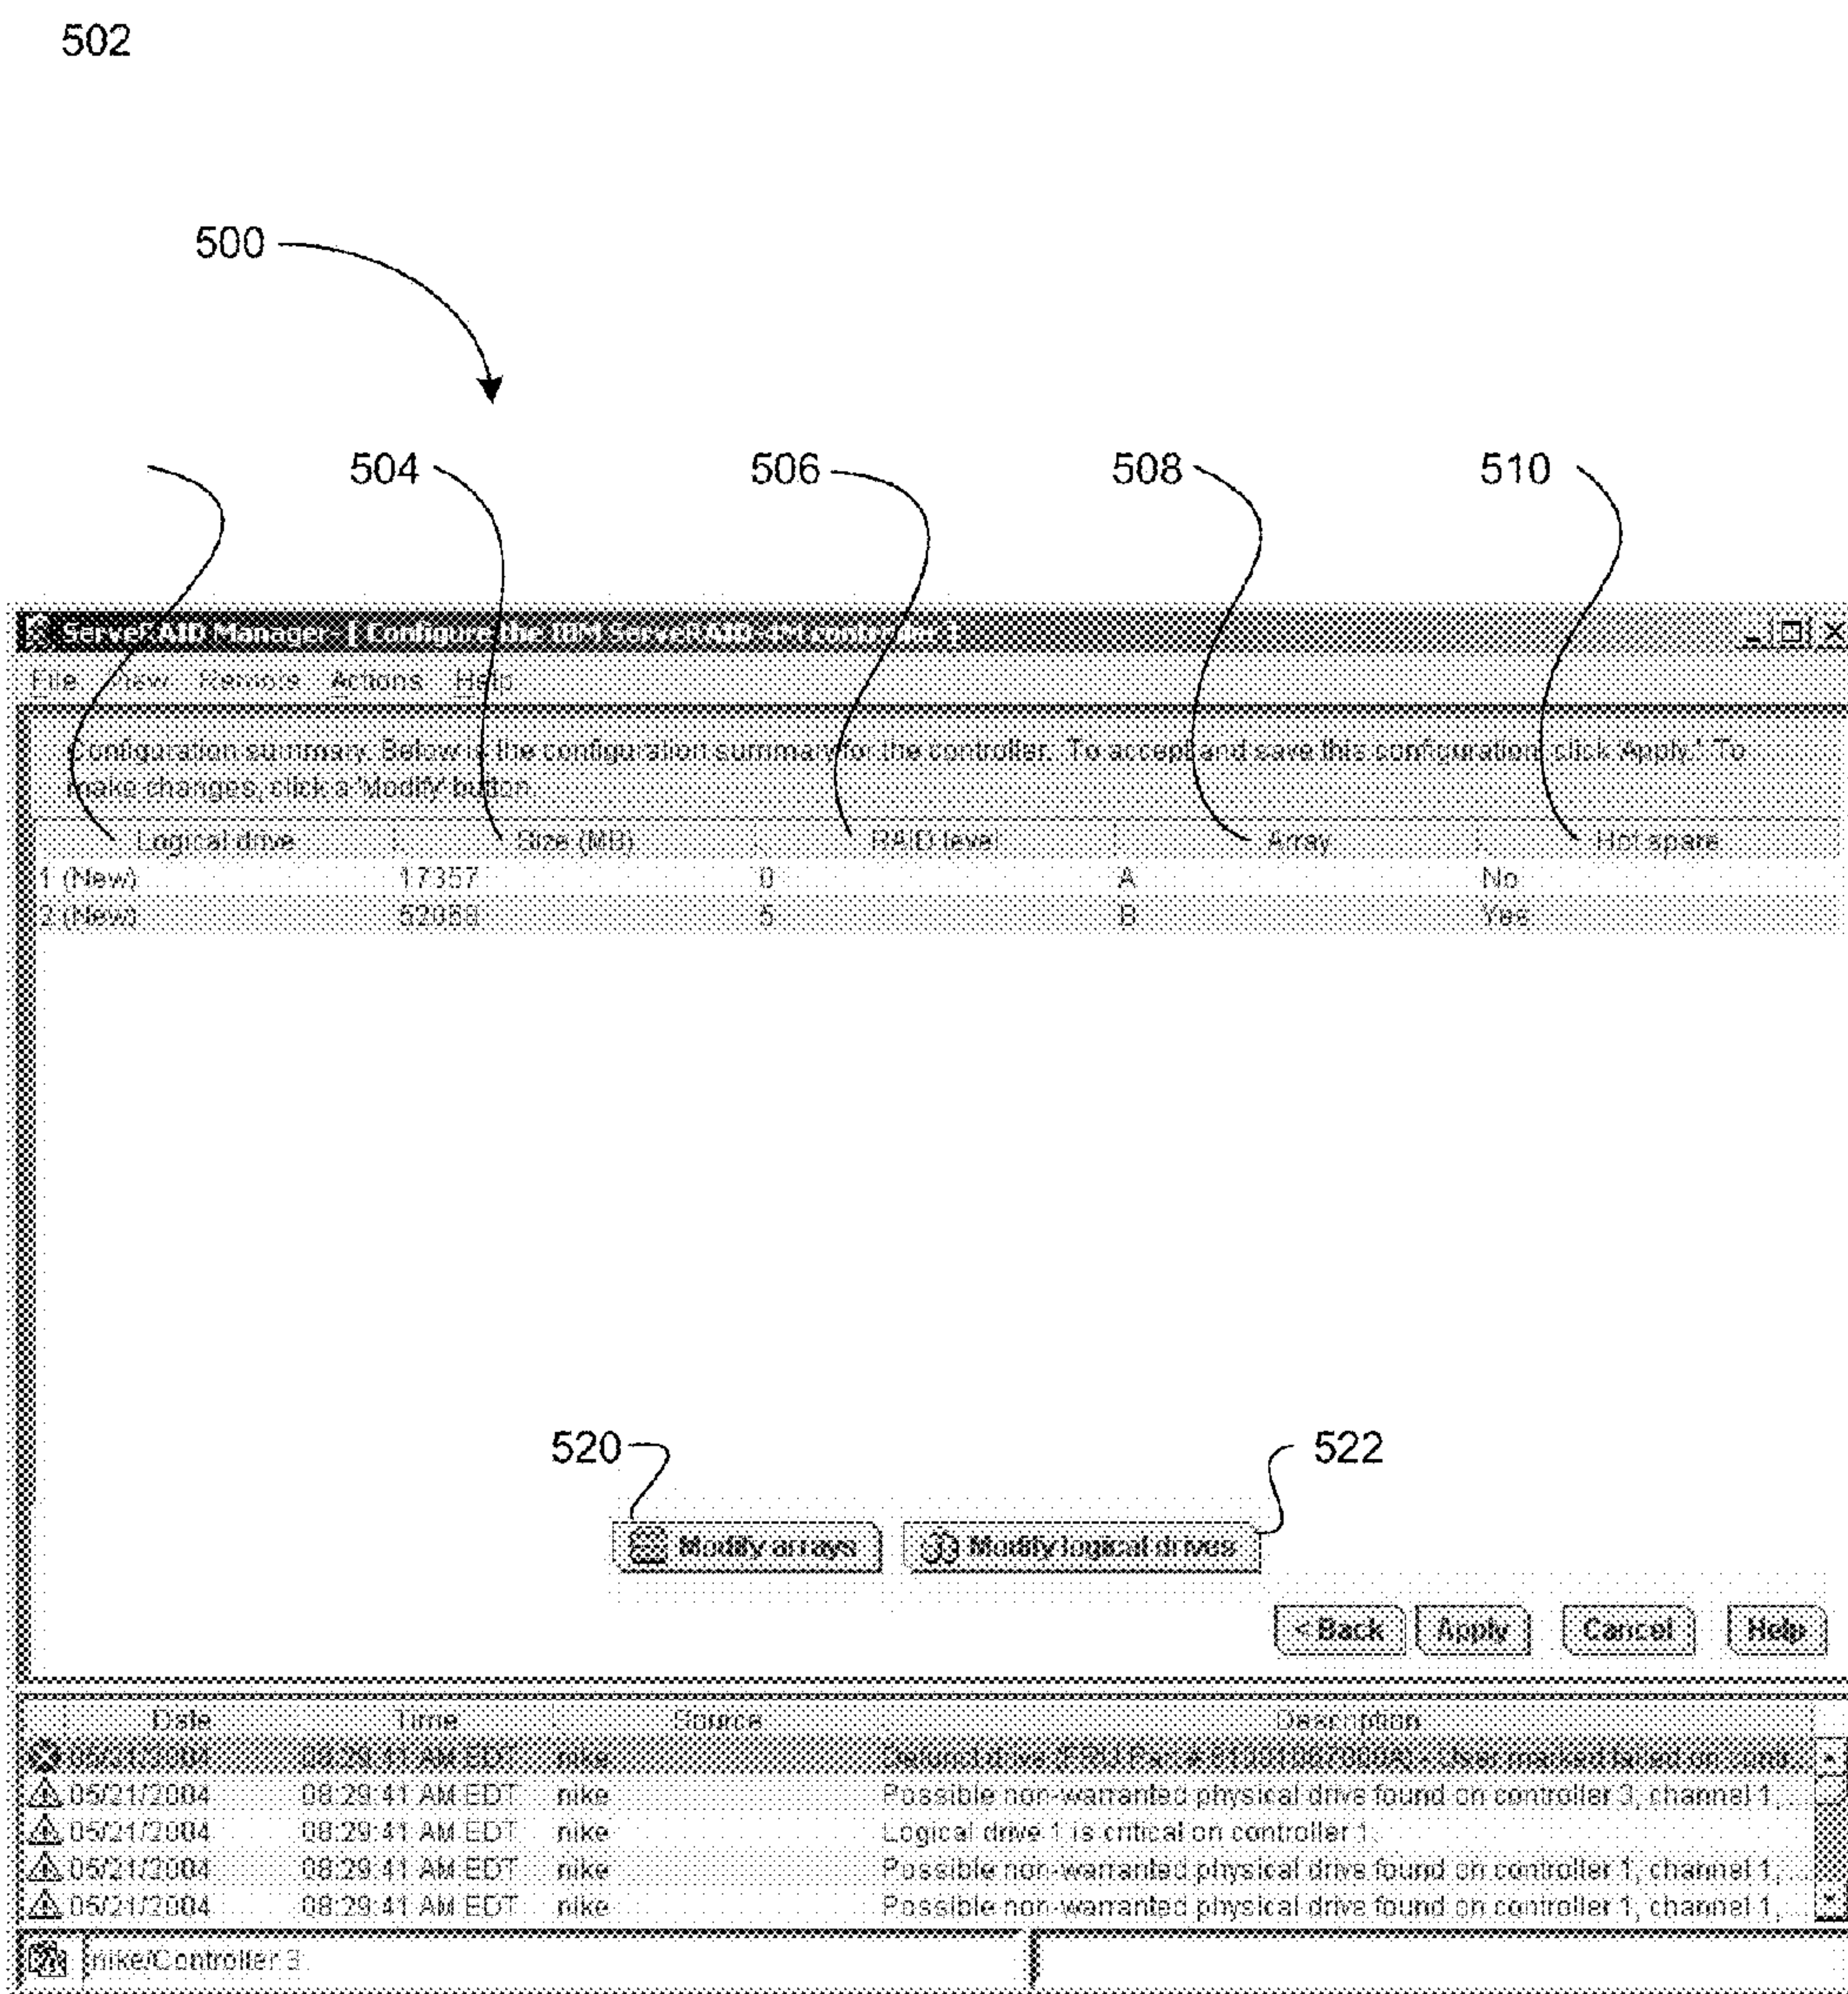 502
500
504 506 508 510
ServeRAID Manager- [ Configure the IBM ServeRAID-4M controller ]
File View Remote Actions Help
Configuration summary. Below is the configuration summary for the controller. To accept and save this configuration, click 'Apply.' To
make changes, click a 'Modify' button.
Logical drive Size (MB) RAID level Array Hot spare
1 (New) 17357 0 A No
2 (New) 5 B Yes
520 522
Modify arrays Modify logical drives
< Back Apply Cancel Help
Date Time Source Description
05/21/2004 08:29:41 AM EDT nike Defunct drive - User marked failed on
05/21/2004 08:29:41 AM EDT nike Possible non-warranted physical drive found on controller 3, channel 1, ...
05/21/2004 08:29:41 AM EDT nike Logical drive 1 is critical on controller 1.
05/21/2004 08:29:41 AM EDT nike Possible non-warranted physical drive found on controller 1, channel 1, ...
05/21/2004 08:29:41 AM EDT nike Possible non-warranted physical drive found on controller 1, channel 1, ...
nike/Controller 3